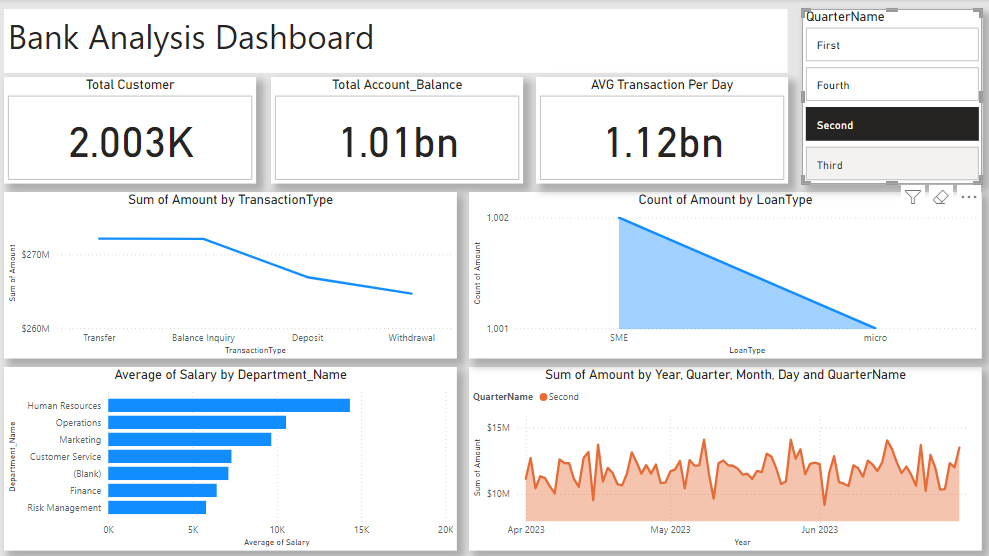 Bank Analysis Dashboard
QuarterName
First
Fourth
Second
Third
Total Customer
2.003K
Total Account_Balance
1.01bn
AVG Transaction Per Day
1.12bn
Sum of Amount by TransactionType
Sum of Amount
$270M
$260M
Transfer Balance Inquiry Deposit Withdrawal
TransactionType
Count of Amount by LoanType
Count of Amount
1,002
1,001
SME micro
LoanType
Average of Salary by Department_Name
Department_Name
Human Resources
Operations
Marketing
Customer Service
(Blank)
Finance
Risk Management
0K 5K 10K 15K 20K
Average of Salary
Sum of Amount by Year, Quarter, Month, Day and QuarterName
QuarterName Second
Sum of Amount
$15M
$10M
Apr 2023 May 2023 Jun 2023
Year